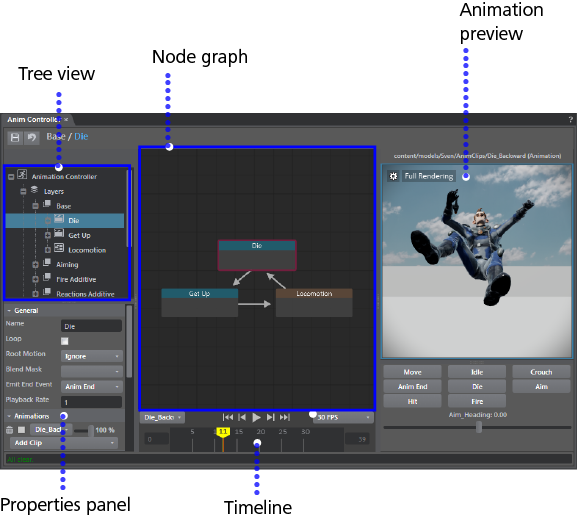 Animation
preview
Node graph
Tree view
Anim Controller ×
?
Base / Die
content/models/Sven/AnimClips/Die_Backward (Animation)
Full Rendering
Animation Controller
Layers
Base
Die
Get Up
Locomotion
Aiming
Fire Additive
Reactions Additive
Die
Get Up
Locomotion
General
Name Die
Loop
Root Motion Ignore
Blend Mask
Emit End Event Anim End
Playback Rate 1
Animations
Die_Back 100 %
Add Clip
Die_Back 30 FPS
0 5 11 15 20 25 30 29
Move Idle Crouch
Anim End Die Aim
Hit Fire
Aim_Heading: 0.00
All clear.
Properties panel
Timeline